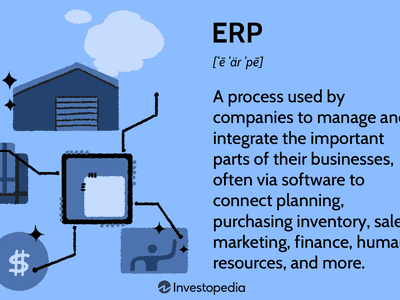 ERP
['ē 'är 'pē]
A process used by
companies to manage and
integrate the important
parts of their businesses,
often via software to
connect planning,
purchasing inventory, sale
marketing, finance, human
resources, and more.
$
Investopedia